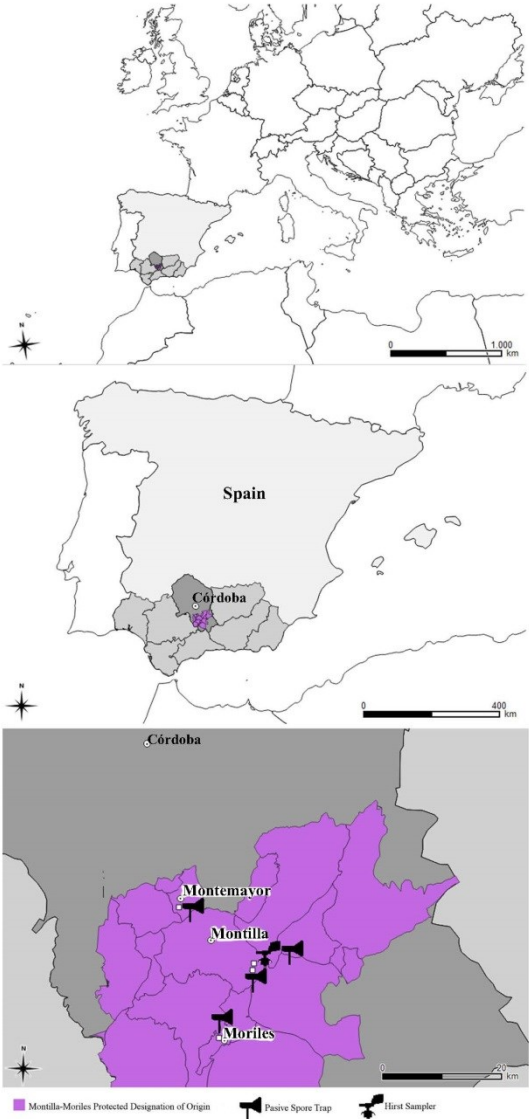 N
0 1.000
km
Spain
Córdoba
N
0 400
km
Córdoba
Montemayor
Montilla
Moriles
N
0 20
km
Montilla-Moriles Protected Designation of Origin Pasive Spore Trap Hirst Sampler